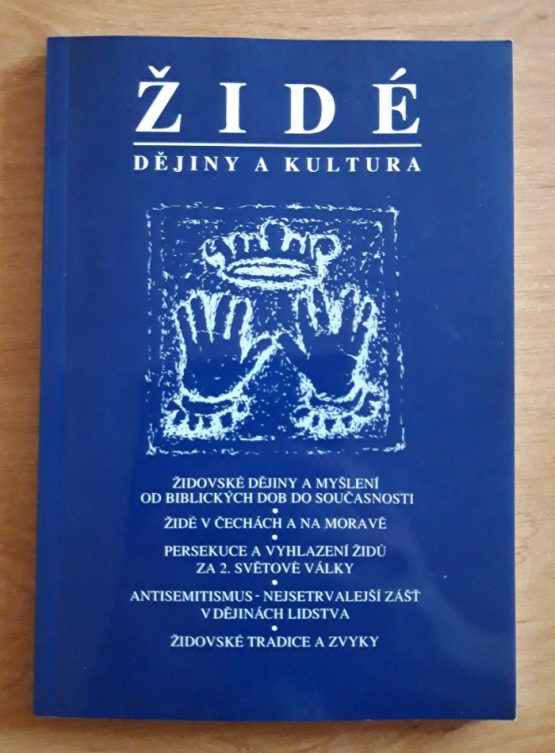 ŽIDÉ
DĚJINY A KULTURA
ŽIDOVSKÉ DĚJINY A MYŠLENÍ
OD BIBLICKÝCH DOB DO SOUČASNOSTI
•
ŽIDÉ V ČECHÁCH A NA MORAVĚ
•
PERSEKUCE A VYHLAZENÍ ŽIDŮ
ZA 2. SVĚTOVÉ VÁLKY
•
ANTISEMITISMUS - NEJSETRVALEJŠÍ ZÁŠŤ
V DĚJINÁCH LIDSTVA
•
ŽIDOVSKÉ TRADICE A ZVYKY